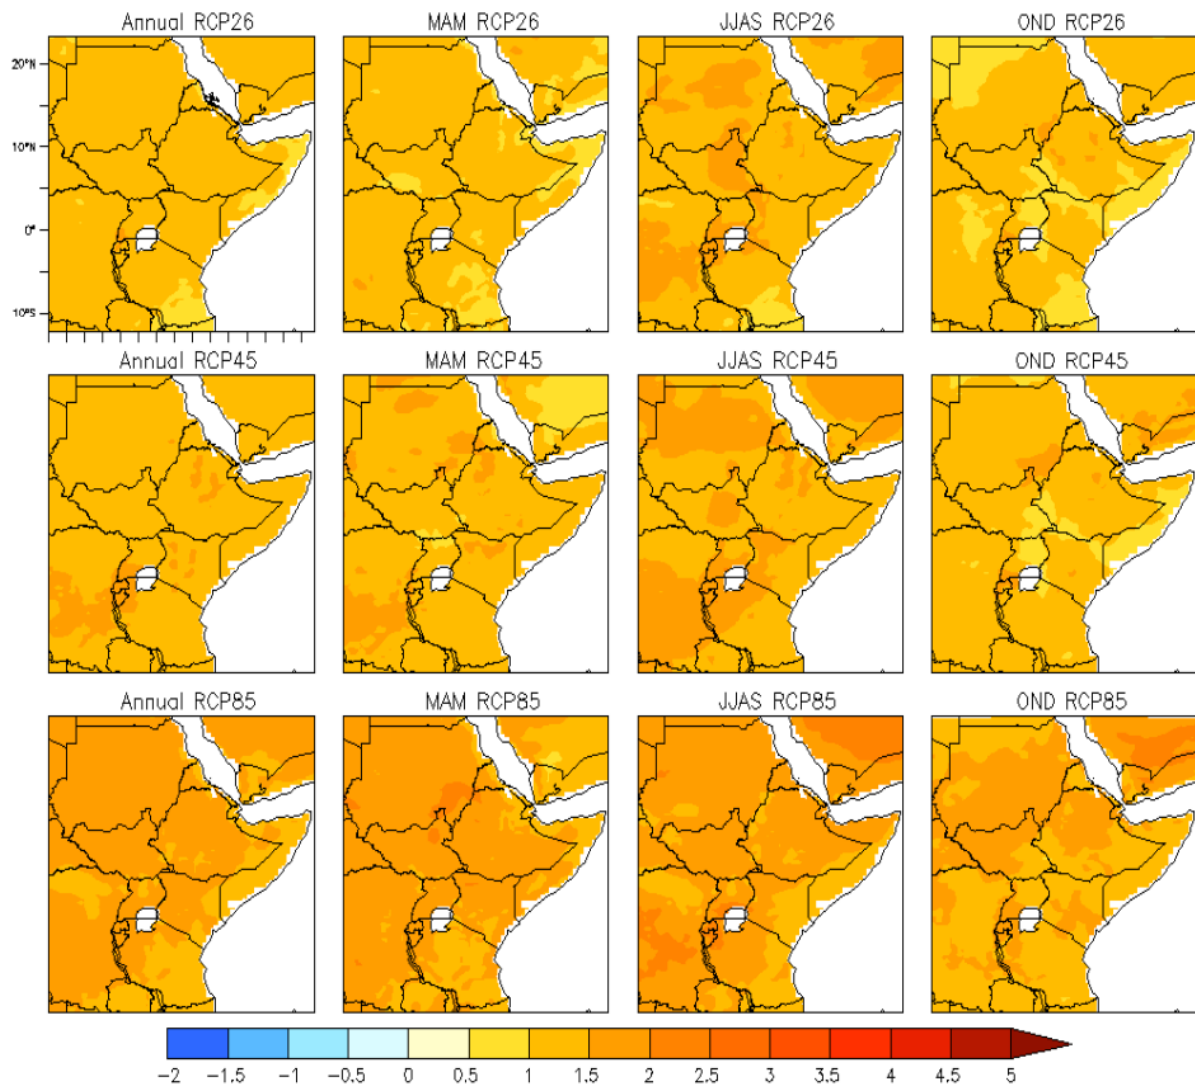 Annual RCP26 MAM RCP26 JJAS RCP26 OND RCP26
20°N
10°N
0°
10°S
Annual RCP45 MAM RCP45 JJAS RCP45 OND RCP45
Annual RCP85 MAM RCP85 JJAS RCP85 OND RCP85
-2 -1.5 -1 -0.5 0 0.5 1 1.5 2 2.5 3 3.5 4 4.5 5